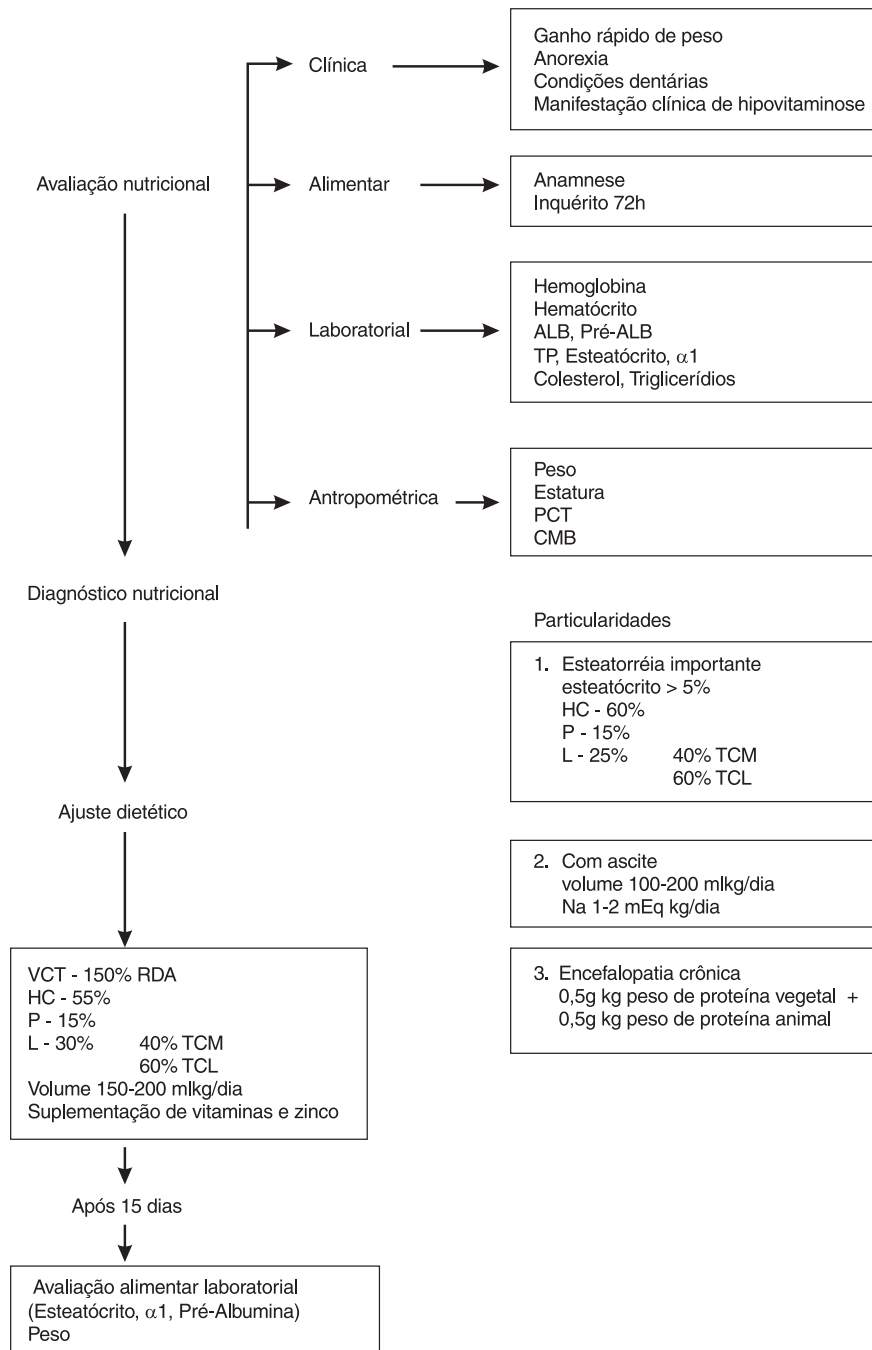 Avaliação nutricional
Clínica
Ganho rápido de peso
Anorexia
Condições dentárias
Manifestação clínica de hipovitaminose
Alimentar
Anamnese
Inquérito 72h
Laboratorial
Hemoglobina
Hematócrito
ALB, Pré-ALB
TP, Esteatócrito, α1
Colesterol, Triglicerídios
Antropométrica
Peso
Estatura
PCT
CMB
Diagnóstico nutricional
Ajuste dietético
VCT - 150% RDA
HC - 55%
P - 15%
L - 30% 40% TCM
60% TCL
Volume 150-200 mlkg/dia
Suplementação de vitaminas e zinco
Após 15 dias
Avaliação alimentar laboratorial
(Esteatócrito, α1, Pré-Albumina)
Peso
Particularidades
1. Esteatorréia importante
esteatócrito > 5%
HC - 60%
P - 15%
L - 25% 40% TCM
60% TCL
2. Com ascite
volume 100-200 mlkg/dia
Na 1-2 mEq kg/dia
3. Encefalopatia crônica
0,5g kg peso de proteína vegetal +
0,5g kg peso de proteína animal